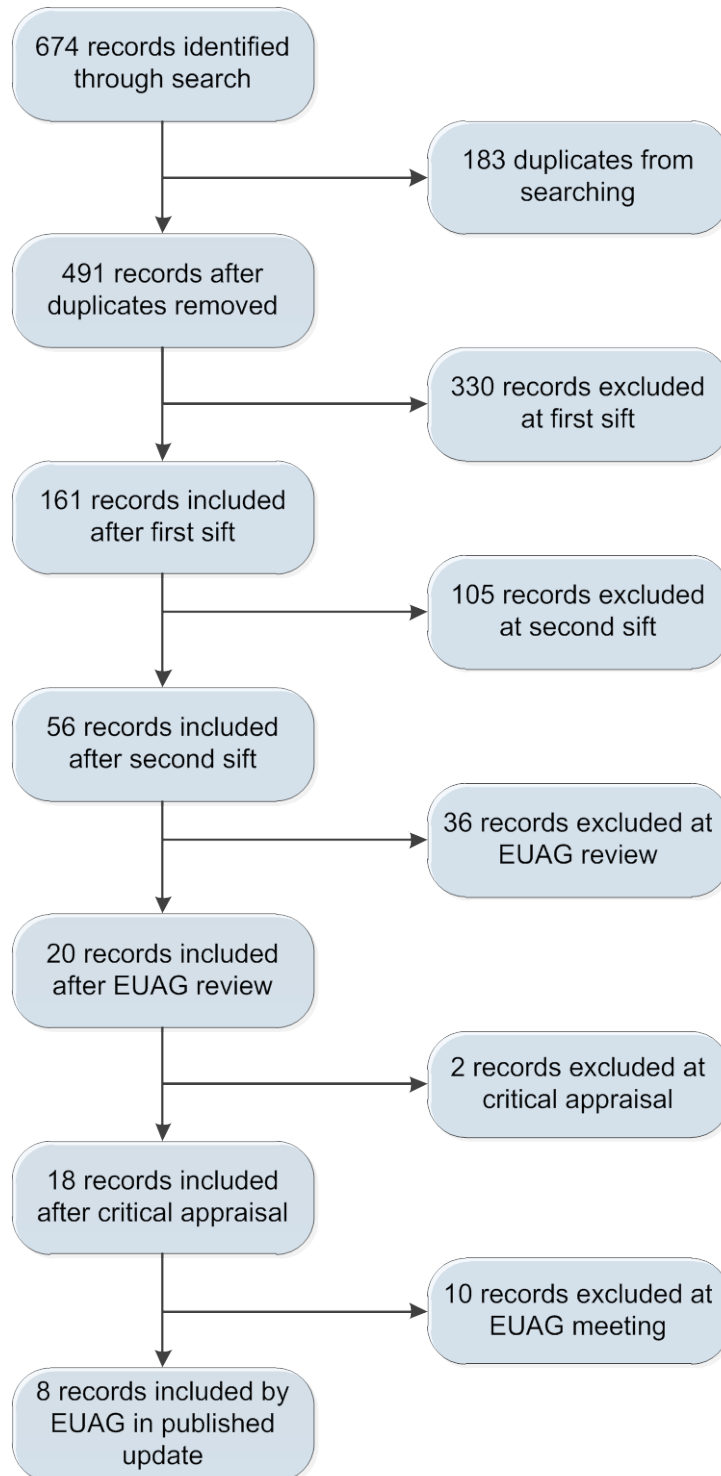 674 records identified
through search
183 duplicates from
searching
491 records after
duplicates removed
330 records excluded
at first sift
161 records included
after first sift
105 records excluded
at second sift
56 records included
after second sift
36 records excluded at
EUAG review
20 records included
after EUAG review
2 records excluded at
critical appraisal
18 records included
after critical appraisal
10 records excluded at
EUAG meeting
8 records included by
EUAG in published
update